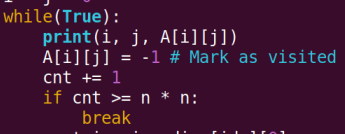 while(True):
    print(i, j, A[i][j])
    A[i][j] = -1 # Mark as visited
    cnt += 1
    if cnt >= n * n:
        break